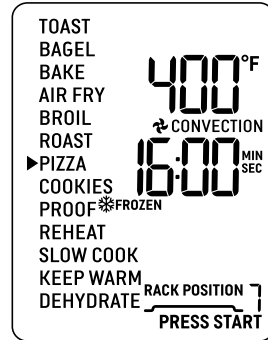 TOAST
BAGEL
BAKE
AIR FRY
BROIL
ROAST
▶PIZZA
COOKIES
PROOF
REHEAT
SLOW COOK
KEEP WARM
DEHYDRATE
400°F
CONVECTION
16:00 MIN SEC
❄FROZEN
RACK POSITION 7
PRESS START